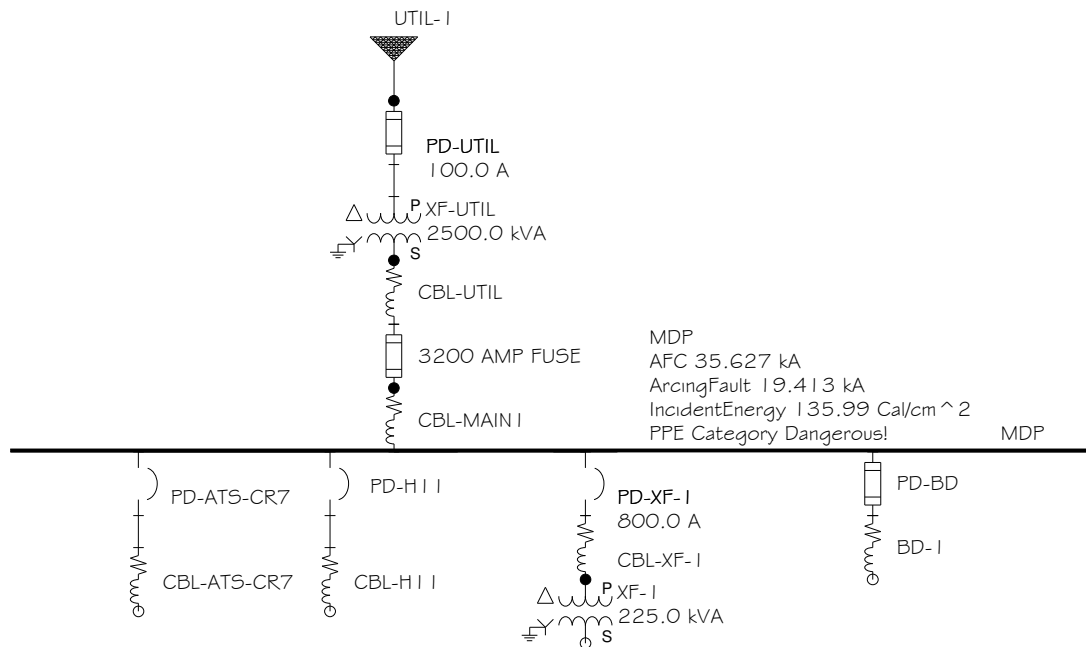 UTIL-1
PD-UTIL
100.0 A
P
XF-UTIL
2500.0 kVA
S
CBL-UTIL
3200 AMP FUSE
CBL-MAIN1
MDP
AFC 35.627 kA
ArcingFault 19.413 kA
IncidentEnergy 135.99 Cal/cm^2
PPE Category Dangerous!
MDP
PD-ATS-CR7
CBL-ATS-CR7
PD-H11
CBL-H11
PD-XF-1
800.0 A
CBL-XF-1
P
XF-1
225.0 kVA
S
PD-BD
BD-1